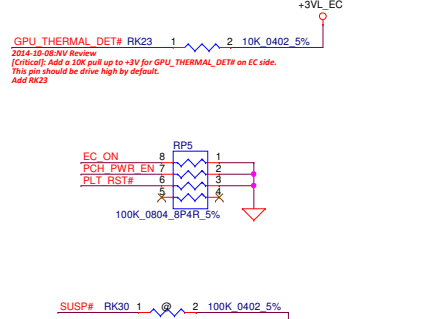 +3VL_EC
GPU_THERMAL_DET# RK23 1 2 10K_0402_5%
2014-10-08:NV Review
[Critical]: Add a 10K pull up to +3V for GPU_THERMAL_DET# on EC side.
This pin should be drive high by default.
Add RK23
RP5
EC_ON 8 1
PCH_PWR_EN 7 2
PLT_RST# 6 3
5 4
100K_0804_8P4R_5%
SUSP# RK30 1 @ 2 100K_0402_5%